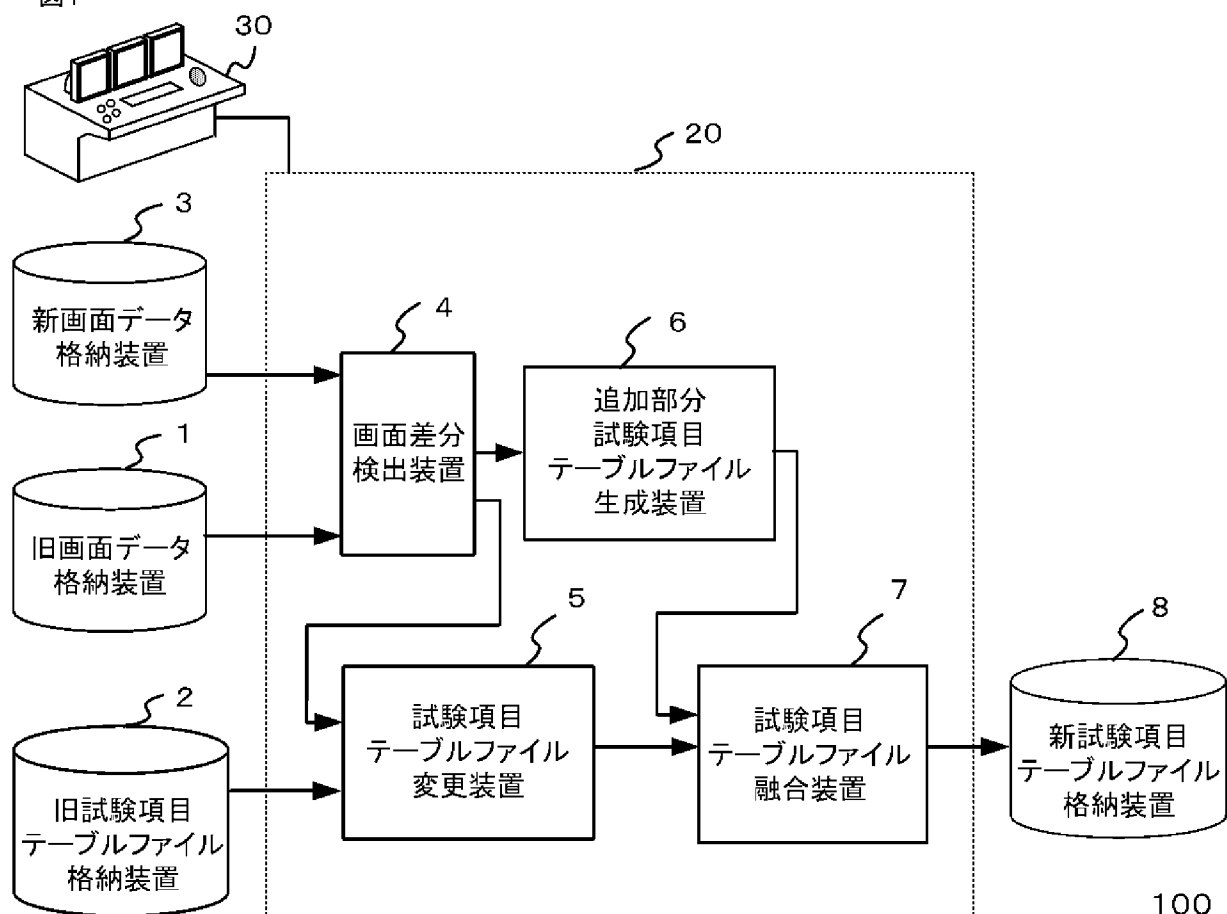 図1
30
20
3
新画面データ
格納装置
4
画面差分
検出装置
6
追加部分
試験項目
テーブルファイル
生成装置
1
旧画面データ
格納装置
5
試験項目
テーブルファイル
変更装置
7
試験項目
テーブルファイル
融合装置
8
新試験項目
テーブルファイル
格納装置
2
旧試験項目
テーブルファイル
格納装置
100